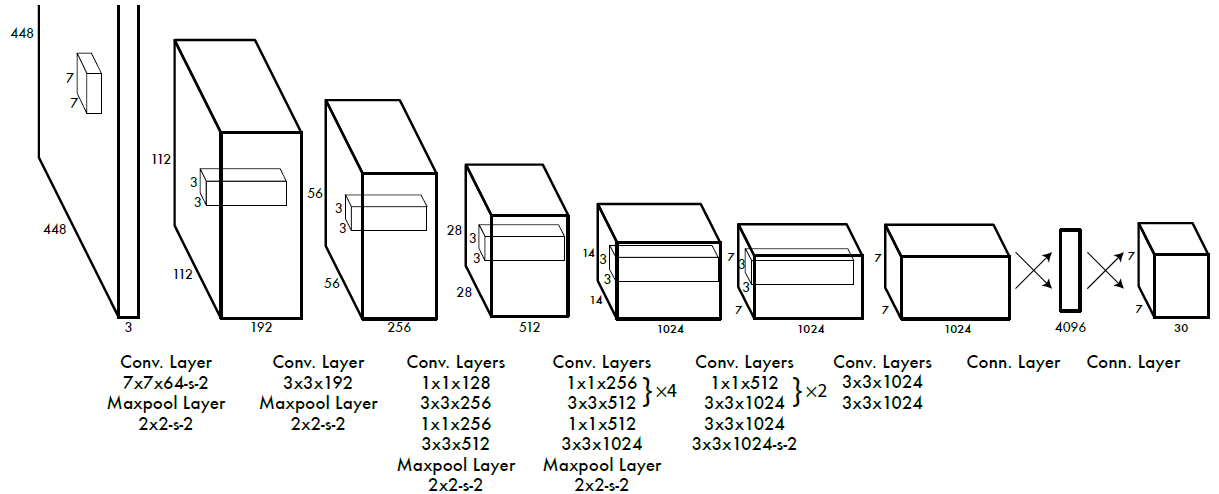 448
7
7
448
3
112
3
3
112
192
56
3
3
56
256
28
3
3
28
512
14
3
3
14
1024
7
3
3
7
1024
7
7
1024
4096
7
7
30
Conv. Layer
7x7x64-s-2
Maxpool Layer
2x2-s-2
Conv. Layer
3x3x192
Maxpool Layer
2x2-s-2
Conv. Layers
1x1x128
3x3x256
1x1x256
3x3x512
Maxpool Layer
2x2-s-2
Conv. Layers
1x1x256
3x3x512
} ×4
1x1x512
3x3x1024
Maxpool Layer
2x2-s-2
Conv. Layers
1x1x512
3x3x1024
} ×2
3x3x1024
3x3x1024-s-2
Conv. Layers
3x3x1024
3x3x1024
Conn. Layer
Conn. Layer